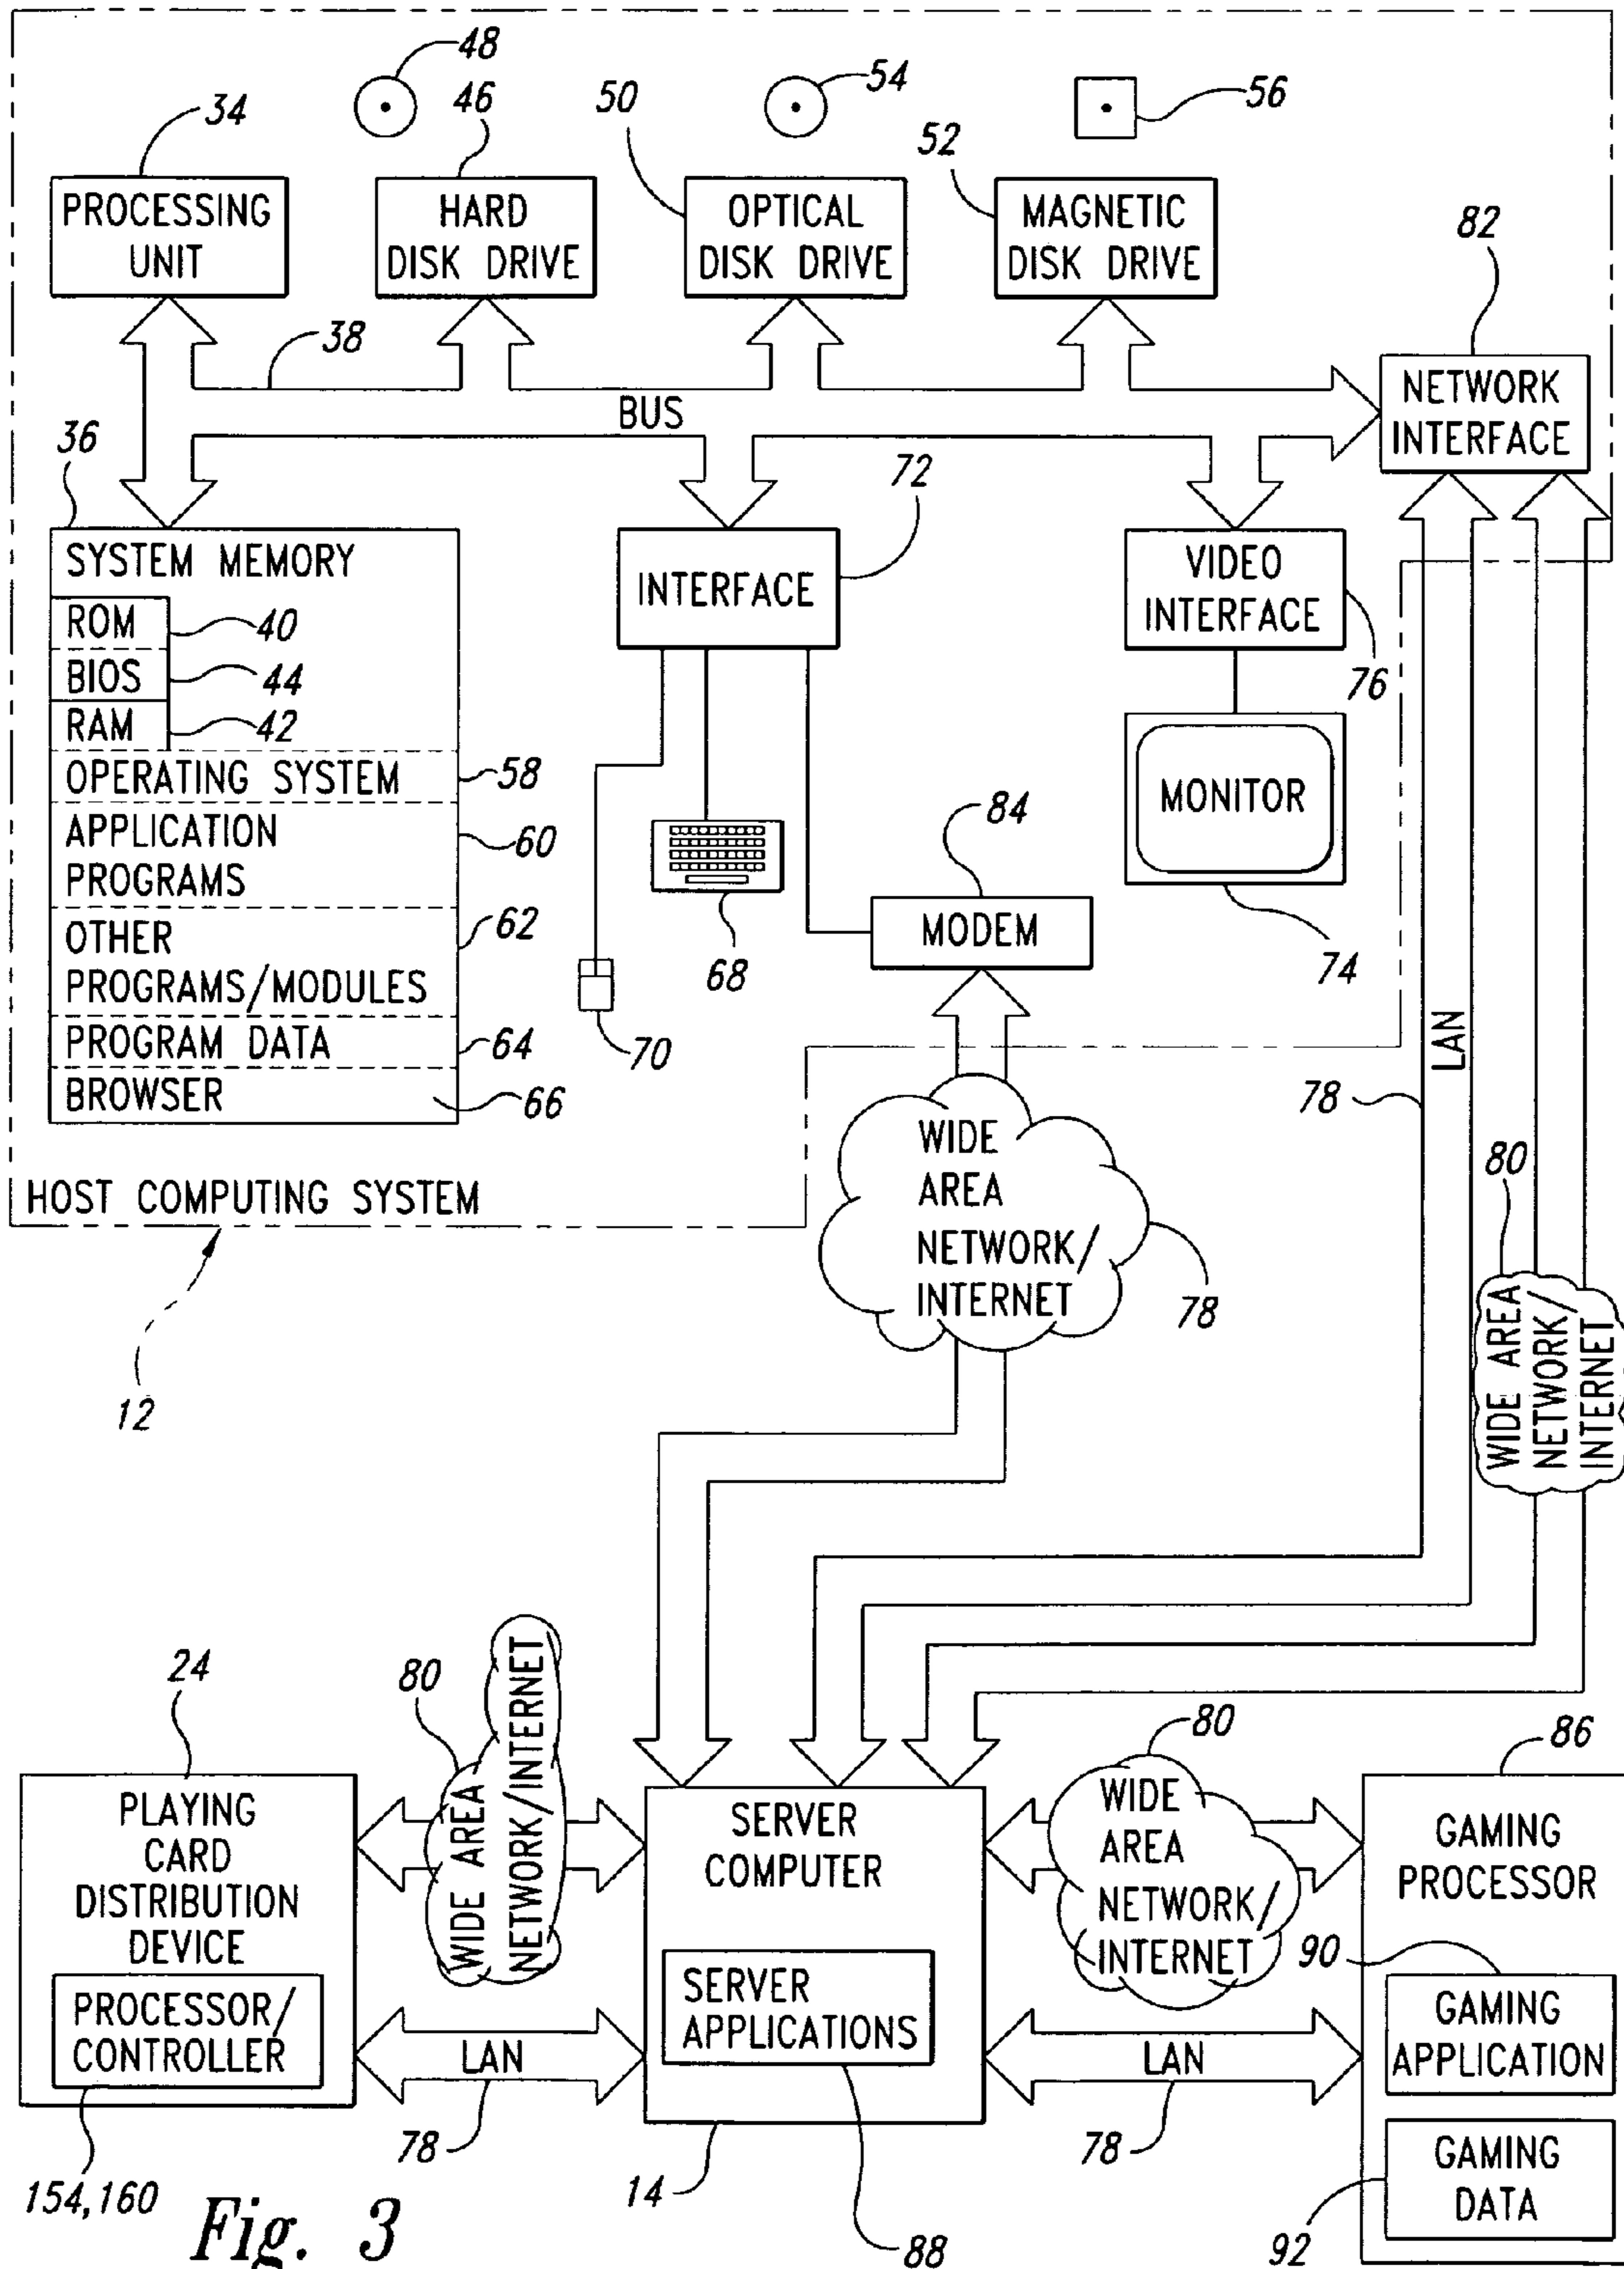 48
46
54
56
34
50
52
82
PROCESSING
UNIT
HARD
DISK DRIVE
OPTICAL
DISK DRIVE
MAGNETIC
DISK DRIVE
38
BUS
NETWORK
INTERFACE
36
72
SYSTEM MEMORY
ROM
40
BIOS
44
RAM
42
OPERATING SYSTEM
58
APPLICATION
PROGRAMS
60
OTHER
PROGRAMS/MODULES
62
PROGRAM DATA
64
BROWSER
66
INTERFACE
VIDEO
INTERFACE
76
MONITOR
74
84
MODEM
68
70
LAN
78
80
WIDE AREA
NETWORK/
INTERNET
WIDE
AREA
NETWORK/
INTERNET
78
HOST COMPUTING SYSTEM
12
24
80
WIDE AREA
NETWORK/INTERNET
80
86
PLAYING
CARD
DISTRIBUTION
DEVICE
PROCESSOR/
CONTROLLER
SERVER
COMPUTER
SERVER
APPLICATIONS
WIDE
AREA
NETWORK/
INTERNET
GAMING
PROCESSOR
90
GAMING
APPLICATION
GAMING
DATA
LAN
78
LAN
78
154,160
14
88
92
Fig. 3